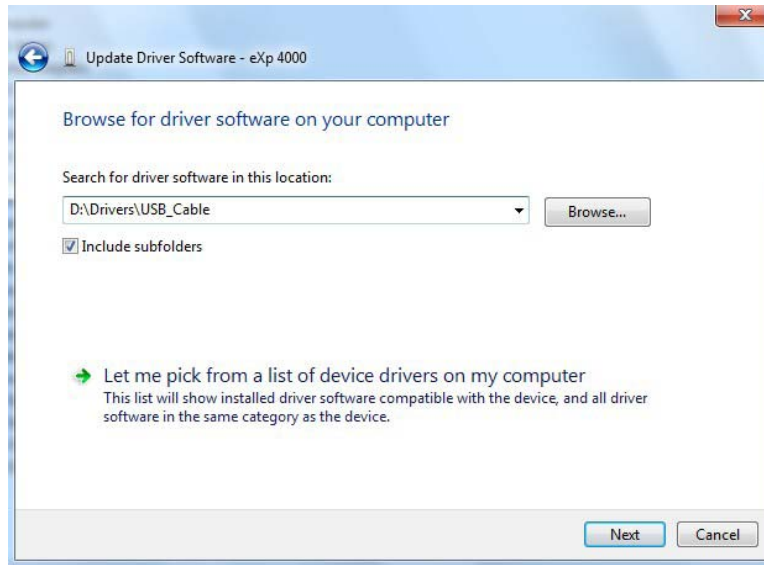 Update Driver Software - eXp 4000
Browse for driver software on your computer
Search for driver software in this location:
D:\Drivers\USB_Cable
Browse...
Include subfolders
Let me pick from a list of device drivers on my computer
This list will show installed driver software compatible with the device, and all driver
software in the same category as the device.
Next
Cancel